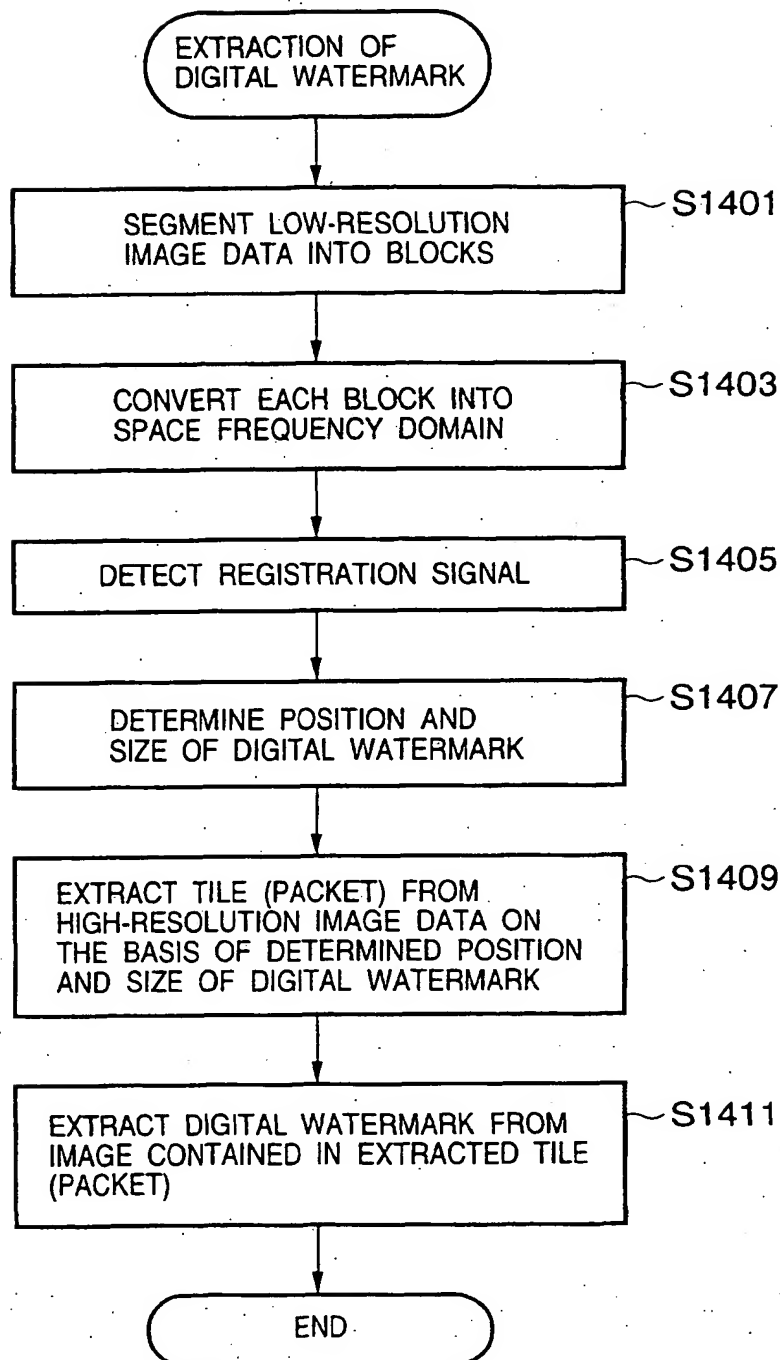 EXTRACTION OF
DIGITAL WATERMARK
SEGMENT LOW-RESOLUTION
IMAGE DATA INTO BLOCKS
S1401
CONVERT EACH BLOCK INTO
SPACE FREQUENCY DOMAIN
S1403
DETECT REGISTRATION SIGNAL
S1405
DETERMINE POSITION AND
SIZE OF DIGITAL WATERMARK
S1407
EXTRACT TILE (PACKET) FROM
HIGH-RESOLUTION IMAGE DATA ON
THE BASIS OF DETERMINED POSITION
AND SIZE OF DIGITAL WATERMARK
S1409
EXTRACT DIGITAL WATERMARK FROM
IMAGE CONTAINED IN EXTRACTED TILE
(PACKET)
S1411
END